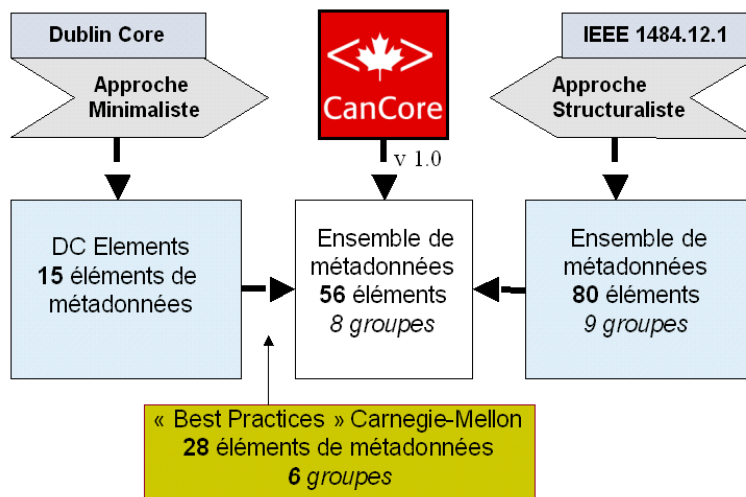 Dublin Core
Approche
Minimaliste
< >
CanCore
v 1.0
IEEE 1484.12.1
Approche
Structuraliste
DC Elements
15 éléments de
métadonnées
Ensemble de
métadonnées
56 éléments
8 groupes
Ensemble de
métadonnées
80 éléments
9 groupes
« Best Practices » Carnegie-Mellon
28 éléments de métadonnées
6 groupes